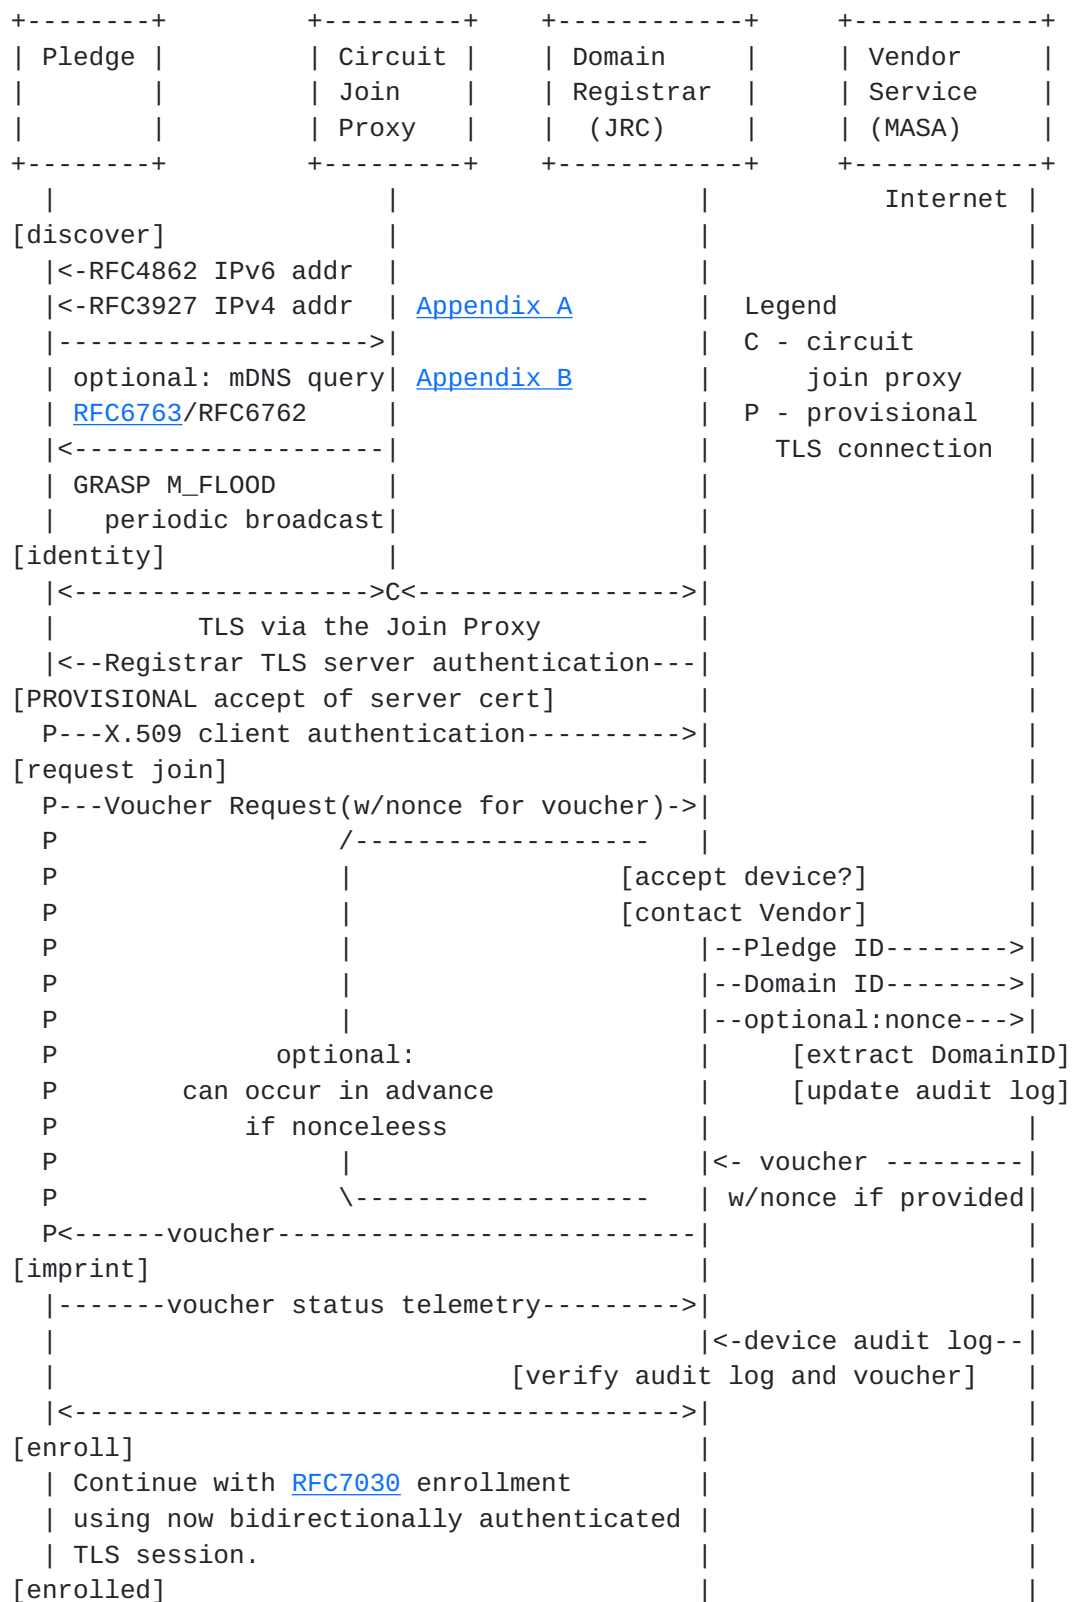 +--------+         +---------+    +------------+     +------------+
| Pledge |         | Circuit |    | Domain     |     | Vendor     |
|        |         | Join    |    | Registrar  |     | Service    |
|        |         | Proxy   |    |  (JRC)     |     | (MASA)     |
+--------+         +---------+    +------------+     +------------+
  |                     |                   |           Internet |
[discover]              |                   |                    |
  |<-RFC4862 IPv6 addr  |                   |                    |
  |<-RFC3927 IPv4 addr  | Appendix A        |  Legend            |
  |-------------------->|                   |  C - circuit       |
  | optional: mDNS query| Appendix B        |      join proxy    |
  | RFC6763/RFC6762     |                   |  P - provisional   |
  |<--------------------|                   |    TLS connection  |
  | GRASP M_FLOOD       |                   |                    |
  |   periodic broadcast|                   |                    |
[identity]              |                   |                    |
  |<------------------->C<----------------->|                    |
  |         TLS via the Join Proxy          |                    |
  |<--Registrar TLS server authentication---|                    |
[PROVISIONAL accept of server cert]         |                    |
  P---X.509 client authentication---------->|                    |
[request join]                              |                    |
  P---Voucher Request(w/nonce for voucher)->|                    |
  P                  /-------------------   |                    |
  P                  |                 [accept device?]          |
  P                  |                 [contact Vendor]          |
  P                  |                      |--Pledge ID-------->|
  P                  |                      |--Domain ID-------->|
  P                  |                      |--optional:nonce--->|
  P              optional:                  |     [extract DomainID]
  P        can occur in advance             |     [update audit log]
  P            if nonceleess                |                    |
  P                  |                      |<- voucher ---------|
  P                  \-------------------   | w/nonce if provided|
  P<------voucher---------------------------|                    |
[imprint]                                   |                    |
  |-------voucher status telemetry--------->|                    |
  |                                         |<-device audit log--|
  |                             [verify audit log and voucher]   |
  |<--------------------------------------->|                    |
[enroll]                                    |                    |
  | Continue with RFC7030 enrollment        |                    |
  | using now bidirectionally authenticated |                    |
  | TLS session.                            |                    |
[enrolled]                                  |                    |